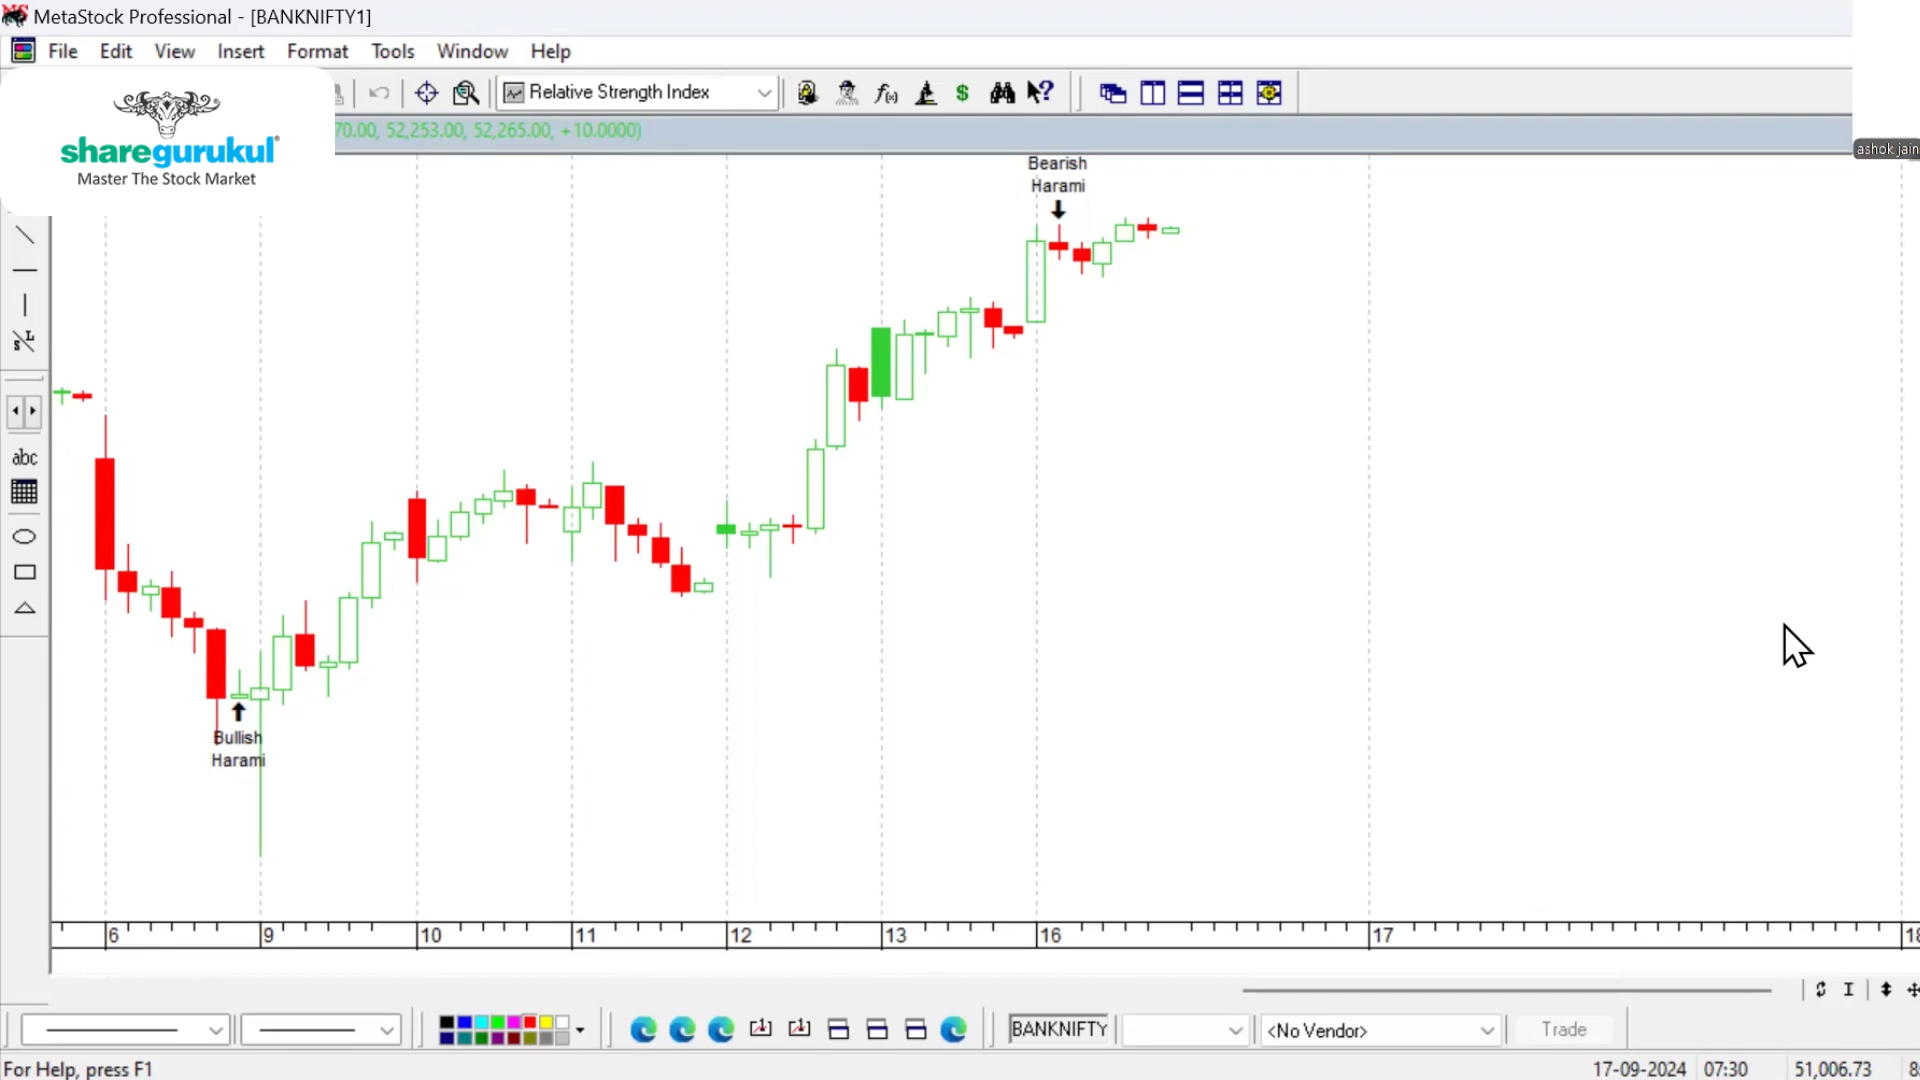 MetaStock Professional - [BANKNIFTY1]
File Edit View Insert Format Tools Window Help
Relative Strength Index
sharegurukul®
Master The Stock Market
70.00, 52,253.00, 52,265.00, +10.0000)
ashok jain
Bearish
Harami
abc
Bullish
Harami
6 9 10 11 12 13 16 17 18
BANKNIFTY <No Vendor> Trade
For Help, press F1 17-09-2024 07:30 51,006.73